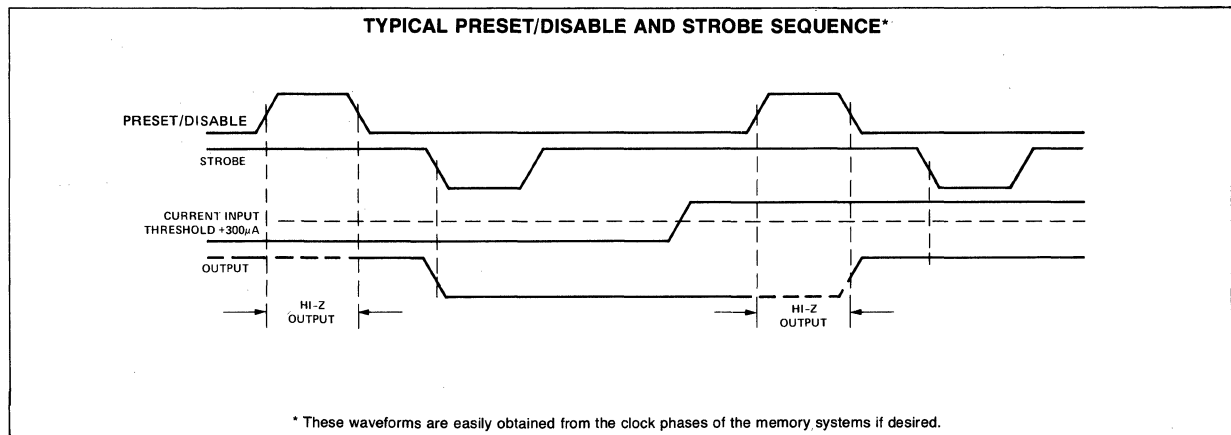 TYPICAL PRESET/DISABLE AND STROBE SEQUENCE*
PRESET/DISABLE
STROBE
CURRENT INPUT
THRESHOLD +300μA
OUTPUT
HI-Z
OUTPUT
HI-Z
OUTPUT
* These waveforms are easily obtained from the clock phases of the memory systems if desired.